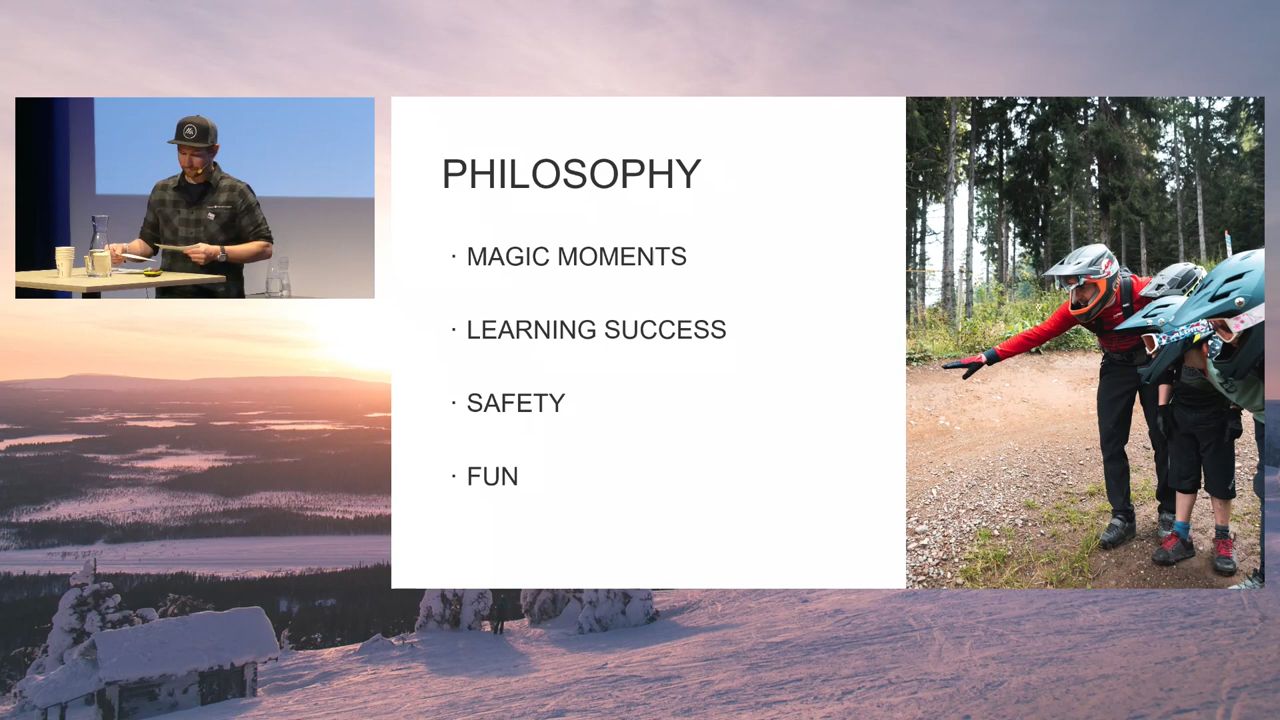 PHILOSOPHY
· MAGIC MOMENTS
· LEARNING SUCCESS
· SAFETY
· FUN